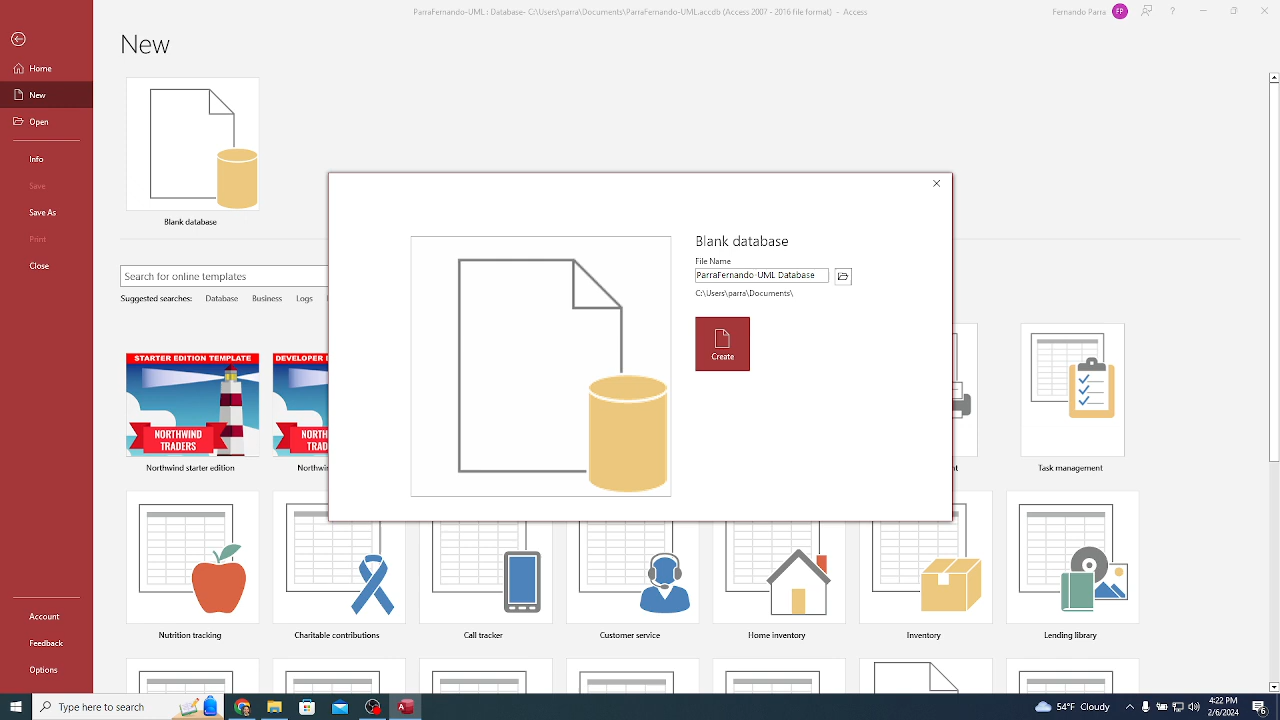 ParraFernando-UML : Database- C:\Users\parra\Documents\ParraFernando-UML.accdb (Access 2007 - 2016 file format) - Access
Fernando Parra
FP
?
New
Home
New
Open
Info
Save
Save As
Print
Close
Account
Feedback
Options
Blank database
Search for online templates
Suggested searches: Database Business Logs
Blank database
File Name
ParraFernando-UML Database
C:\Users\parra\Documents\
Create
STARTER EDITION TEMPLATE
NORTHWIND
TRADERS
Northwind starter edition
DEVELOPER
Task management
Nutrition tracking
Charitable contributions
Call tracker
Customer service
Home inventory
Inventory
Lending library
Type here to search
54°F Cloudy
4:22 PM
2/6/2024